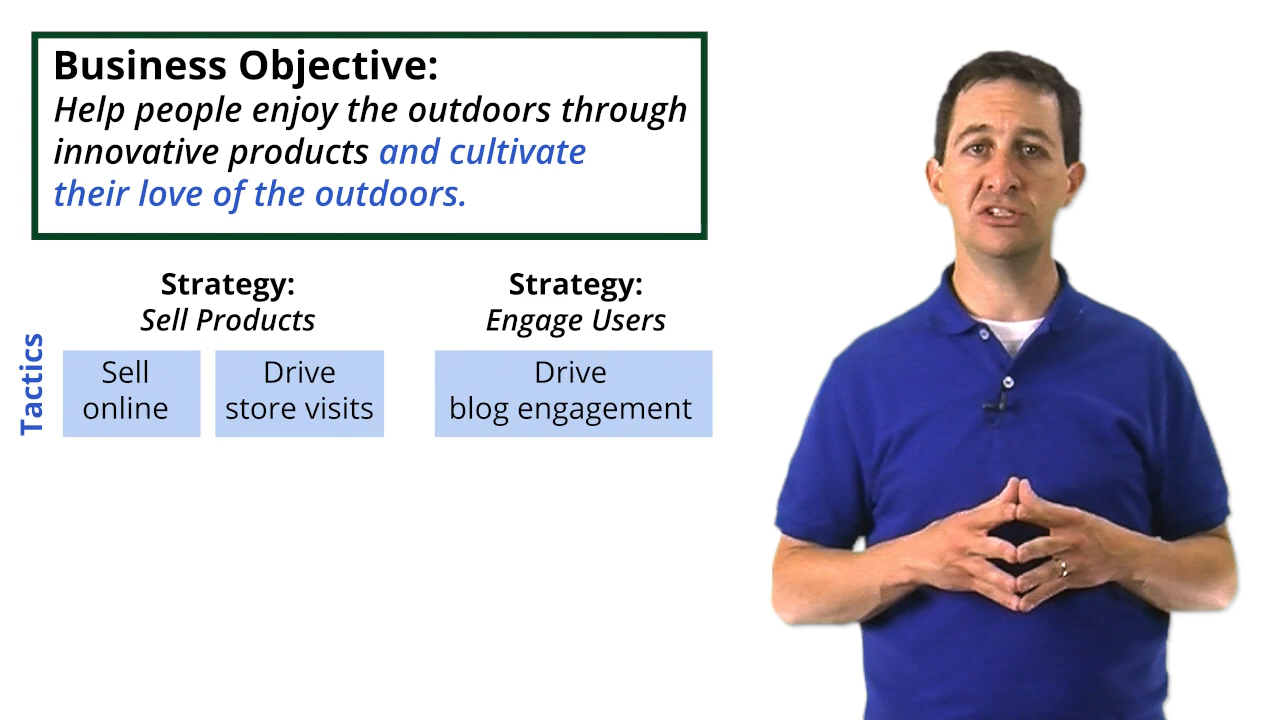 Business Objective:
Help people enjoy the outdoors through
innovative products and cultivate
their love of the outdoors.
Strategy:
Sell Products
Strategy:
Engage Users
Tactics
Sell
online
Drive
store visits
Drive
blog engagement